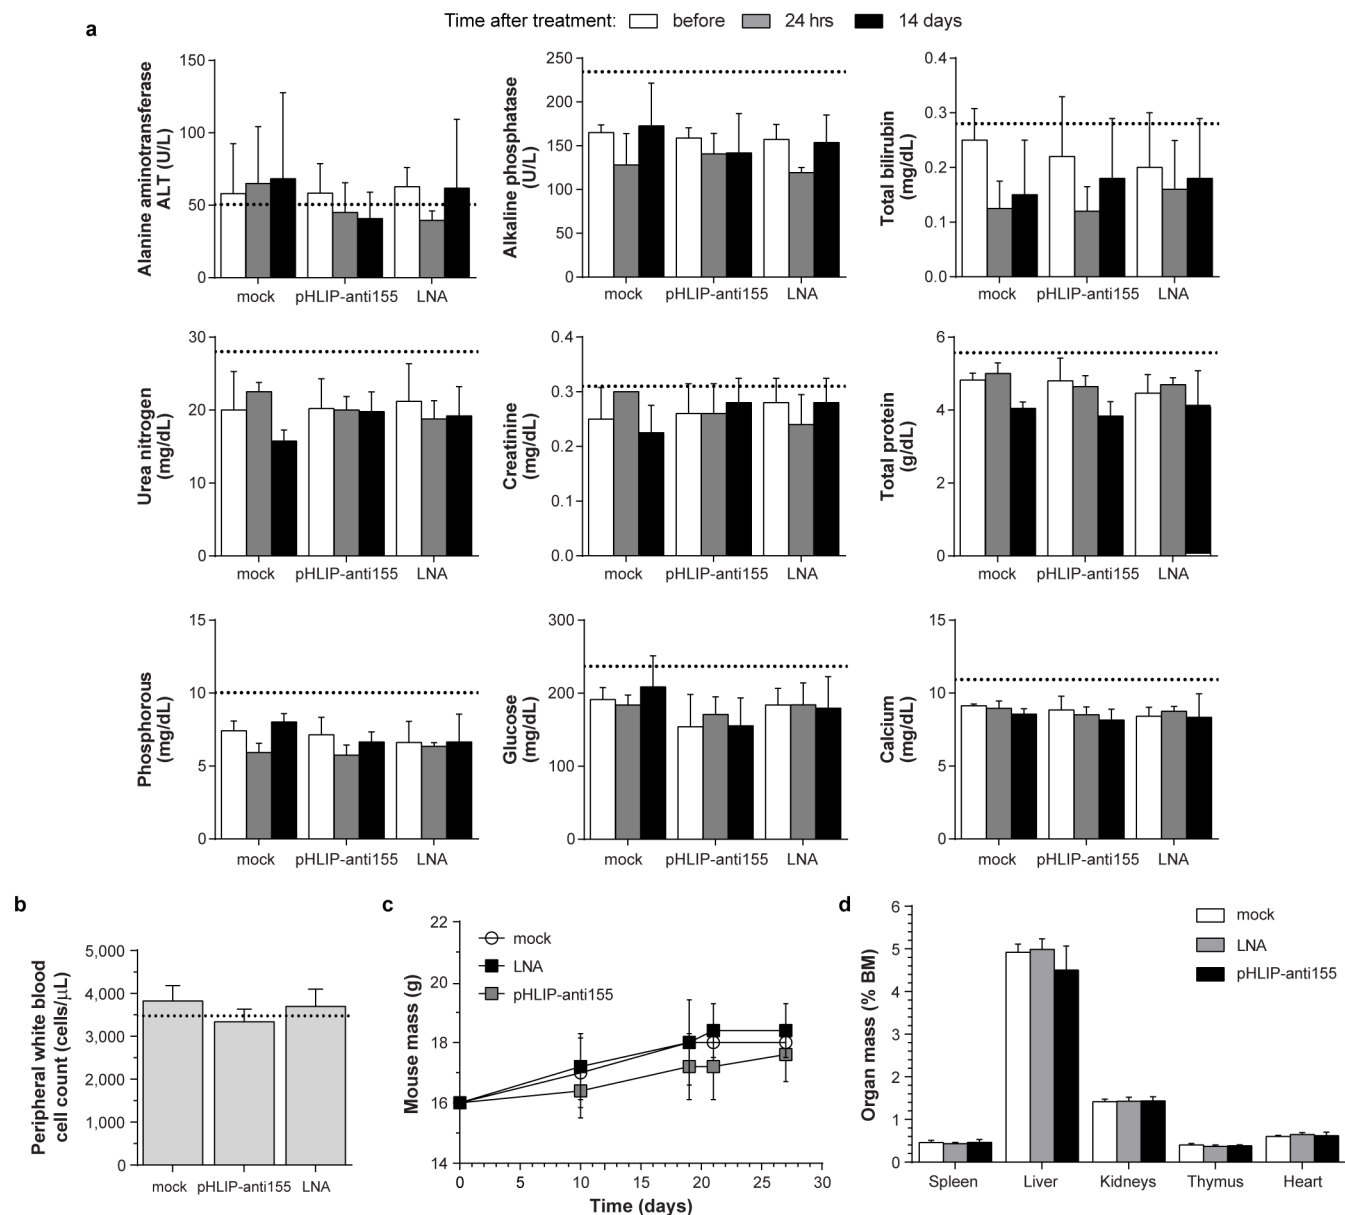 Time after treatment: before 24 hrs 14 days
a
Alanine aminotransferase
ALT (U/L)
150
100
50
0
mock pHLIP-anti155 LNA
Alkaline phosphatase
(U/L)
250
200
150
100
50
0
mock pHLIP-anti155 LNA
Total bilirubin
(mg/dL)
0.4
0.3
0.2
0.1
0.0
mock pHLIP-anti155 LNA
Urea nitrogen
(mg/dL)
30
20
10
0
mock pHLIP-anti155 LNA
Creatinine
(mg/dL)
0.4
0.3
0.2
0.1
0.0
mock pHLIP-anti155 LNA
Total protein
(g/dL)
6
4
2
0
mock pHLIP-anti155 LNA
Phosphorous
(mg/dL)
15
10
5
0
mock pHLIP-anti155 LNA
Glucose
(mg/dL)
300
200
100
0
mock pHLIP-anti155 LNA
Calcium
(mg/dL)
15
10
5
0
mock pHLIP-anti155 LNA
b
Peripheral white blood
cell count (cells/μL)
5,000
4,000
3,000
2,000
1,000
0
mock pHLIP-anti155 LNA
c
Mouse mass (g)
22
20
18
16
14
mock
LNA
pHLIP-anti155
0 5 10 15 20 25 30
Time (days)
d
Organ mass (% BM)
6
5
4
3
2
1
0
mock
LNA
pHLIP-anti155
Spleen Liver Kidneys Thymus Heart